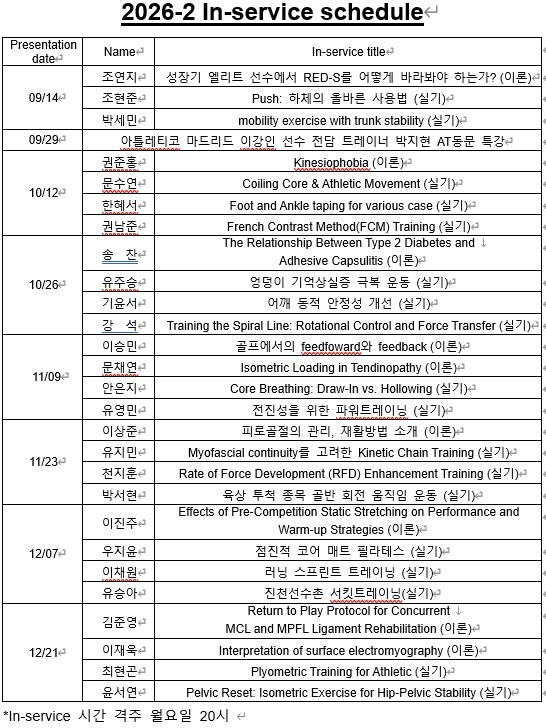 2026-2 In-service schedule
Presentation date Name In-service title
09/14
조연지 성장기 엘리트 선수에서 RED-S를 어떻게 바라봐야 하는가? (이론)
조현준 Push: 하체의 올바른 사용법 (실기)
박세민 mobility exercise with trunk stability (실기)
09/29 아틀레티코 마드리드 이강인 선수 전담 트레이너 박지현 AT동문 특강
10/12
권준홍 Kinesiophobia (이론)
문수연 Coiling Core & Athletic Movement (실기)
한혜서 Foot and Ankle taping for various case (실기)
권남준 French Contrast Method(FCM) Training (실기)
10/26
송 찬 The Relationship Between Type 2 Diabetes and
Adhesive Capsulitis (이론)
유주승 엉덩이 기억상실증 극복 운동 (실기)
기윤서 어깨 동적 안정성 개선 (실기)
강 석 Training the Spiral Line: Rotational Control and Force Transfer (실기)
11/09
이승민 골프에서의 feedfoward와 feedback (이론)
문채연 Isometric Loading in Tendinopathy (이론)
안은지 Core Breathing: Draw-In vs. Hollowing (실기)
유영민 전진성을 위한 파워트레이닝 (실기)
11/23
이상준 피로골절의 관리, 재활방법 소개 (이론)
유지민 Myofascial continuity를 고려한 Kinetic Chain Training (실기)
천지훈 Rate of Force Development (RFD) Enhancement Training (실기)
박서현 육상 투척 종목 골반 회전 움직임 운동 (실기)
12/07
이진주 Effects of Pre-Competition Static Stretching on Performance and
Warm-up Strategies (이론)
우지윤 점진적 코어 매트 필라테스 (실기)
이채원 러닝 스프린트 트레이닝 (실기)
유승아 진천선수촌 서킷트레이닝(실기)
12/21
김준영 Return to Play Protocol for Concurrent
MCL and MPFL Ligament Rehabilitation (이론)
이재욱 Interpretation of surface electromyography (이론)
최현곤 Plyometric Training for Athletic (실기)
윤서연 Pelvic Reset: Isometric Exercise for Hip-Pelvic Stability (실기)
*In-service 시간 격주 월요일 20시